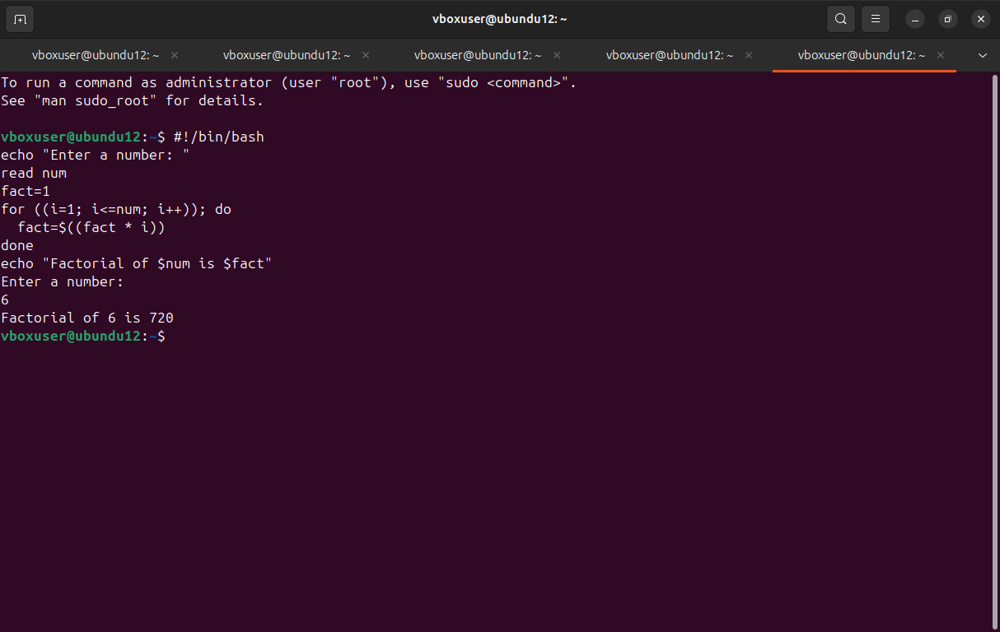 vboxuser@ubundu12: ~
vboxuser@ubundu12: ~ vboxuser@ubundu12: ~ vboxuser@ubundu12: ~ vboxuser@ubundu12: ~ vboxuser@ubundu12: ~
To run a command as administrator (user "root"), use "sudo <command>".
See "man sudo_root" for details.
vboxuser@ubundu12:~$ #!/bin/bash
echo "Enter a number: "
read num
fact=1
for ((i=1; i<=num; i++)); do
  fact=$((fact * i))
done
echo "Factorial of $num is $fact"
Enter a number:
6
Factorial of 6 is 720
vboxuser@ubundu12:~$